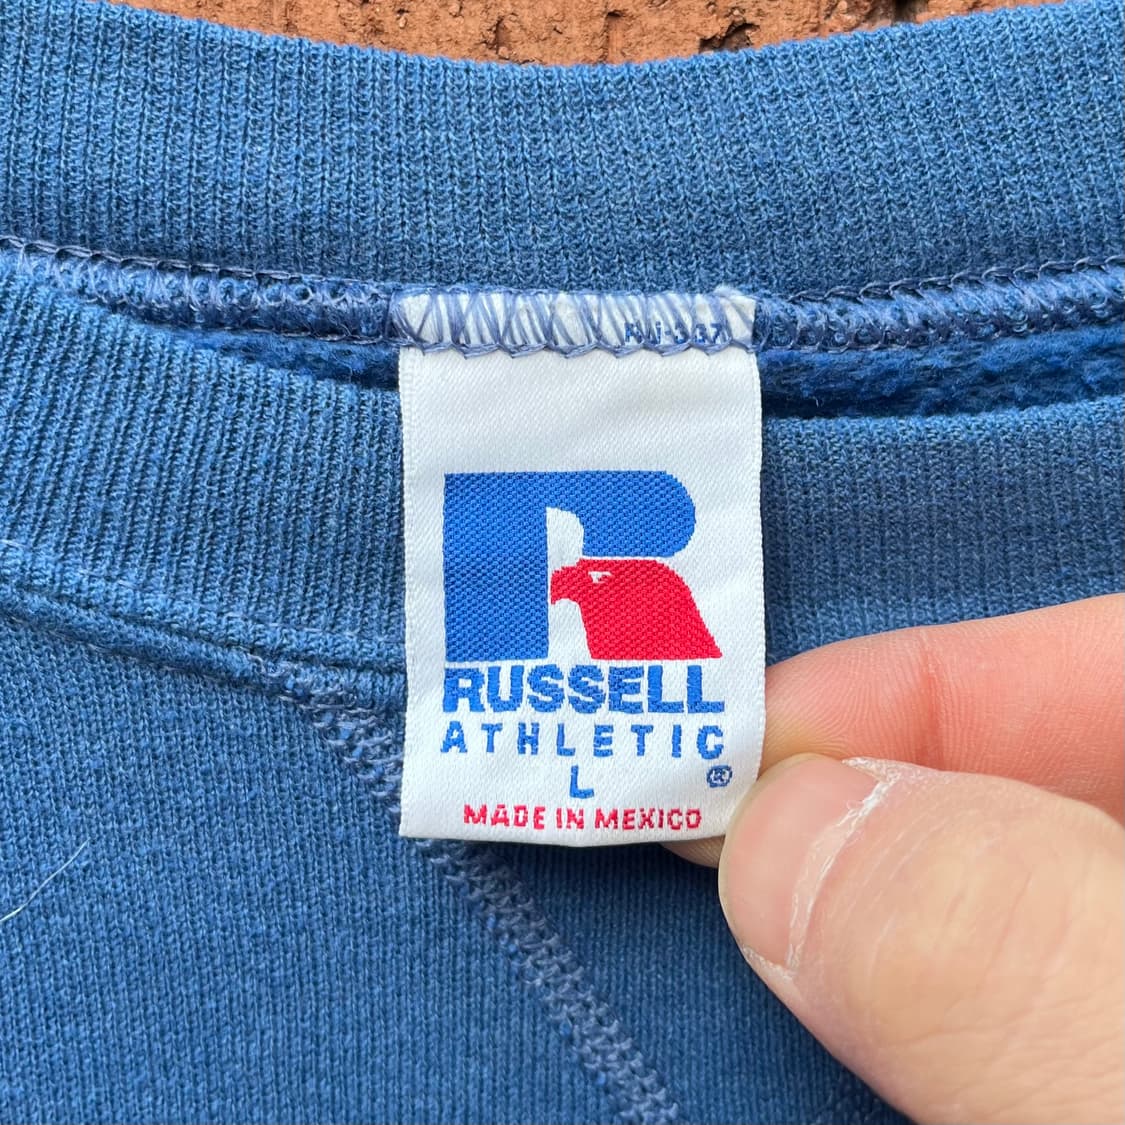 RUSSELL
ATHLETIC
L ®
MADE IN MEXICO